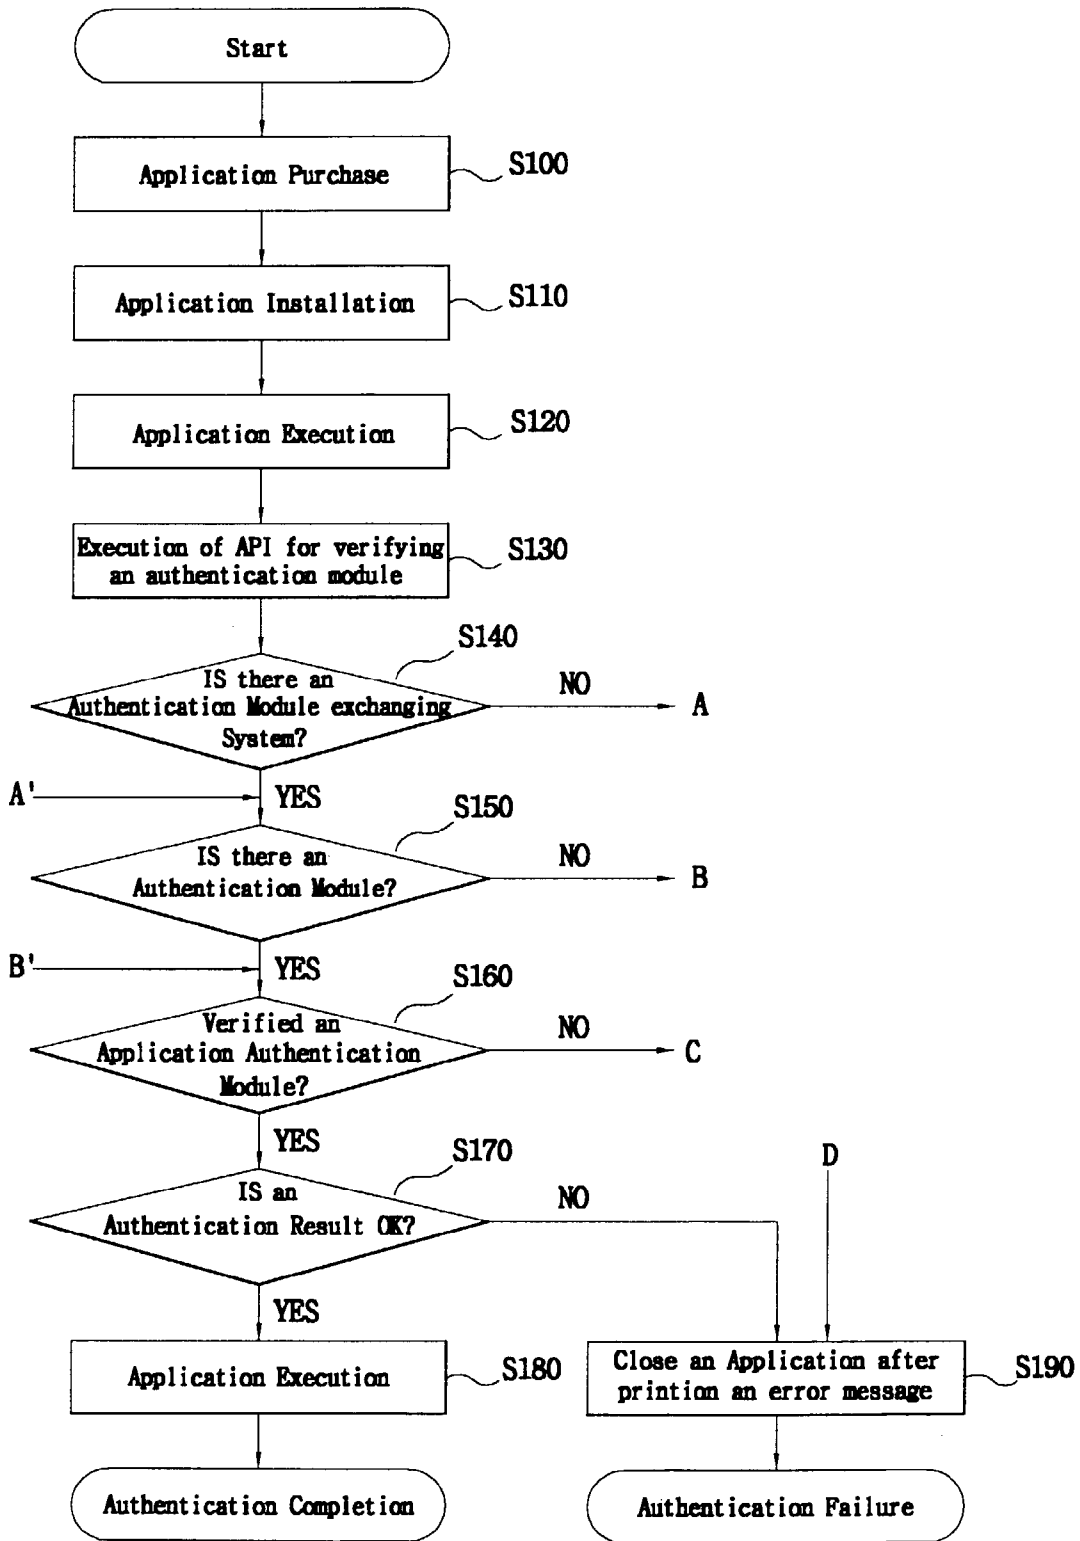 Start
Application Purchase
S100
Application Installation
S110
Application Execution
S120
Execution of API for verifying
an authentication module
S130
S140
IS there an
Authentication Module exchanging
System?
NO
A
A'
YES
S150
IS there an
Authentication Module?
NO
B
B'
YES
S160
Verified an
Application Authentication
Module?
NO
C
YES
S170
D
IS an
Authentication Result OK?
NO
YES
Application Execution
S180
Close an Application after
printion an error message
S190
Authentication Completion
Authentication Failure